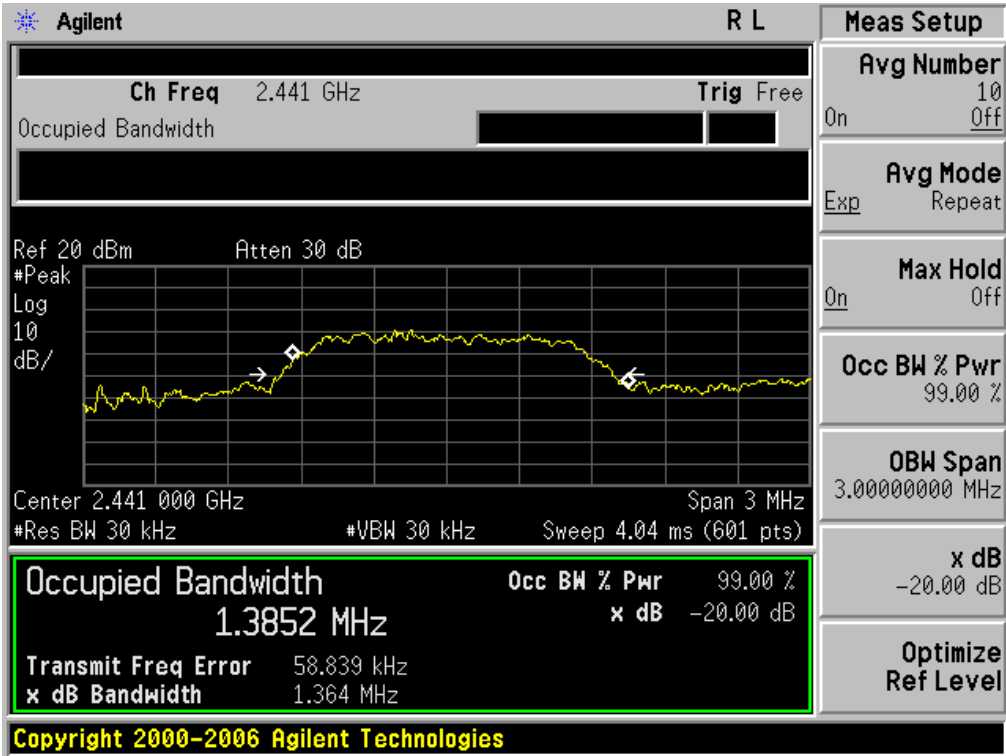 Agilent R L
Ch Freq 2.441 GHz Trig Free
Occupied Bandwidth
Ref 20 dBm Atten 30 dB
#Peak
Log
10
dB/
Center 2.441 000 GHz Span 3 MHz
#Res BW 30 kHz #VBW 30 kHz Sweep 4.04 ms (601 pts)
Occupied Bandwidth Occ BW % Pwr 99.00 %
1.3852 MHz x dB -20.00 dB
Transmit Freq Error 58.839 kHz
x dB Bandwidth 1.364 MHz
Copyright 2000-2006 Agilent Technologies
Meas Setup
Avg Number
10
On Off
Avg Mode
Exp Repeat
Max Hold
On Off
Occ BW % Pwr
99.00 %
OBW Span
3.00000000 MHz
x dB
-20.00 dB
Optimize
Ref Level